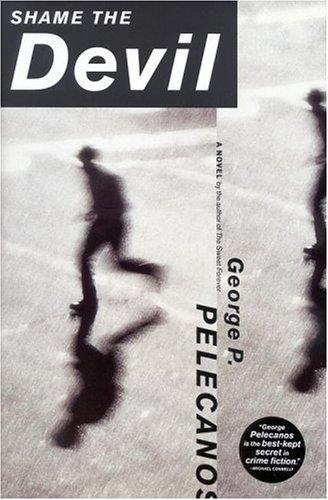 SHAME THE
Devil
A NOVEL by the author of The Sweet Forever
George P.
PELECANOS
"George
Pelecanos
is the best-kept
secret in
crime fiction."
—MICHAEL CONNELLY